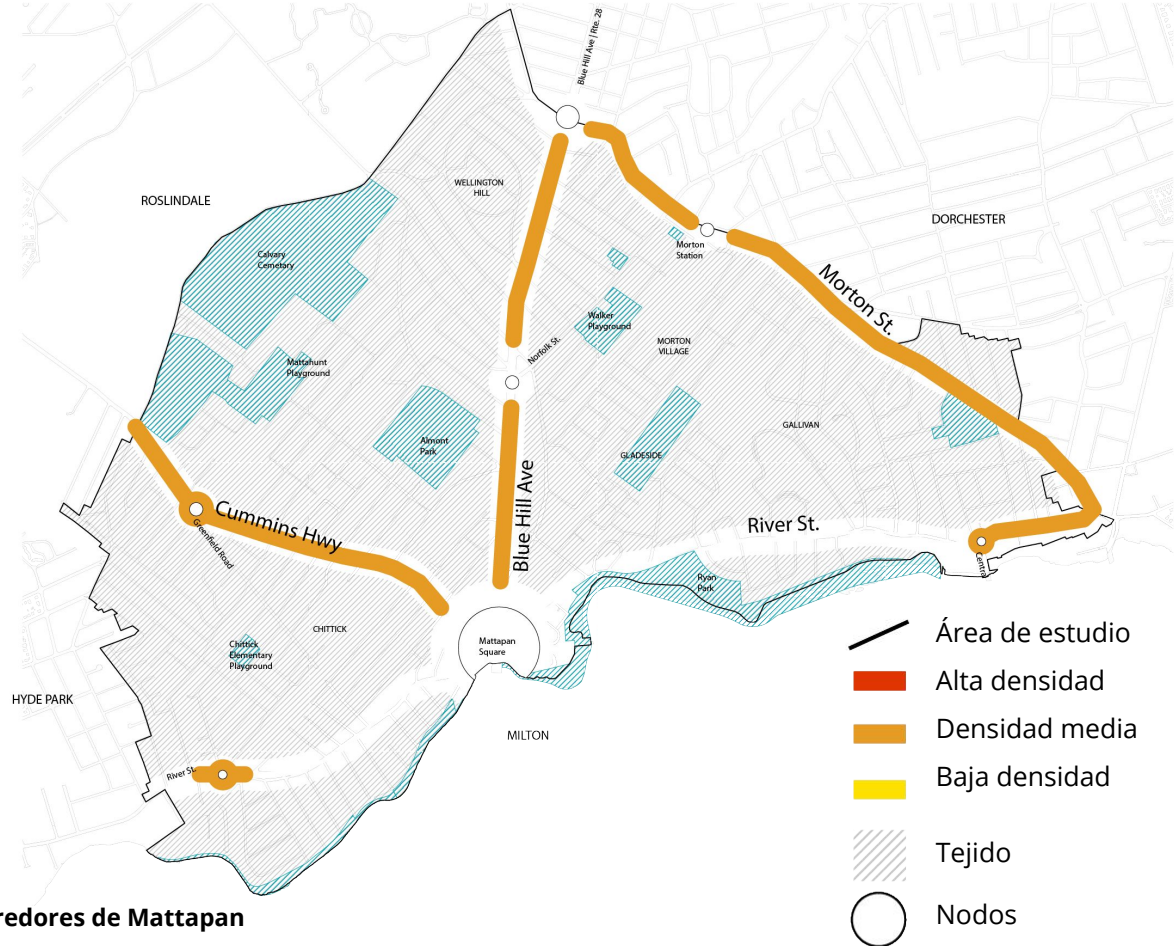 Blue Hill Ave | Rte. 28
ROSLINDALE
WELLINGTON
HILL
DORCHESTER
Calvary
Cemetary
Morton
Station
Morton St.
Walker
Playground
Norfolk St.
MORTON
VILLAGE
Mattahunt
Playground
Almont
Park
GALLIVAN
GLADESIDE
Blue Hill Ave
Cummins Hwy
Greenfield Road
River St.
Central
Ryan
Park
CHITTICK
Chittick
Elementary
Playground
Mattapan
Square
HYDE PARK
MILTON
River St.
Área de estudio
Alta densidad
Densidad media
Baja densidad
Tejido
Nodos
redores de Mattapan